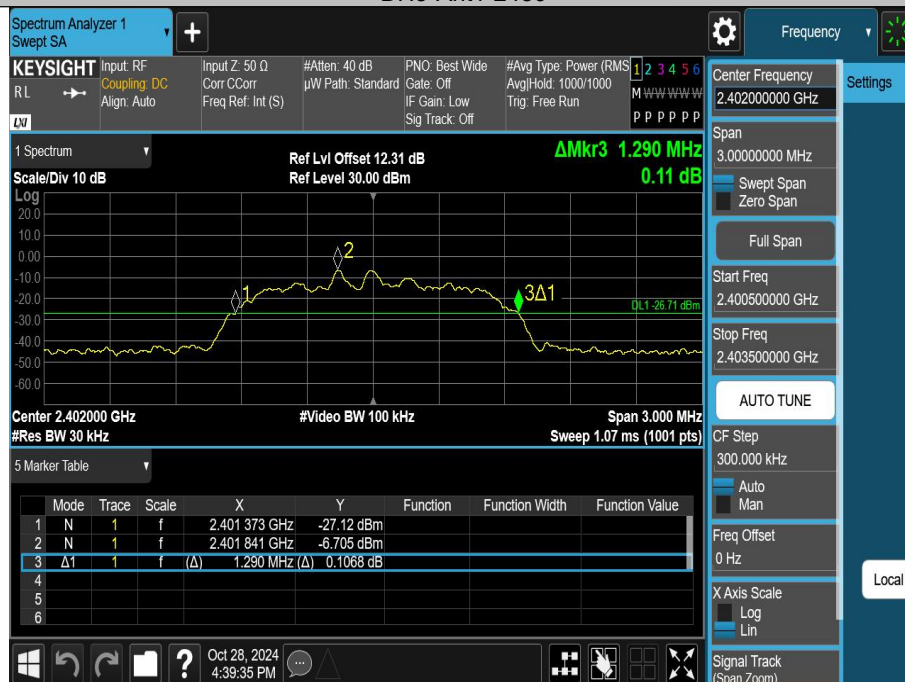 Spectrum Analyzer 1
Swept SA
+
Frequency
KEYSIGHT
RL
LXI
Input: RF
Coupling: DC
Align: Auto
Input Z: 50 Ω
Corr CCorr
Freq Ref: Int (S)
#Atten: 40 dB
µW Path: Standard
PNO: Best Wide
Gate: Off
IF Gain: Low
Sig Track: Off
#Avg Type: Power (RMS
Avg|Hold: 1000/1000
Trig: Free Run
1 2 3 4 5 6
M W W W W W
P P P P P P
1 Spectrum
Scale/Div 10 dB
Ref Lvl Offset 12.31 dB
Ref Level 30.00 dBm
ΔMkr3 1.290 MHz
0.11 dB
Log
20.0
10.0
0.00
-10.0
-20.0
-30.0
-40.0
-50.0
-60.0
1
2
3Δ1
DL1 -26.71 dBm
Center 2.402000 GHz
#Video BW 100 kHz
Span 3.000 MHz
#Res BW 30 kHz
Sweep 1.07 ms (1001 pts)
5 Marker Table
Mode Trace Scale X Y Function Function Width Function Value
1 N 1 f 2.401 373 GHz -27.12 dBm
2 N 1 f 2.401 841 GHz -6.705 dBm
3 Δ1 1 f (Δ) 1.290 MHz (Δ) 0.1068 dB
4
5
6
?
Oct 28, 2024
4:39:35 PM
Center Frequency
2.402000000 GHz
Span
3.00000000 MHz
Swept Span
Zero Span
Full Span
Start Freq
2.400500000 GHz
Stop Freq
2.403500000 GHz
AUTO TUNE
CF Step
300.000 kHz
Auto
Man
Freq Offset
0 Hz
X Axis Scale
Log
Lin
Signal Track
(Span Zoom)
Settings
Local